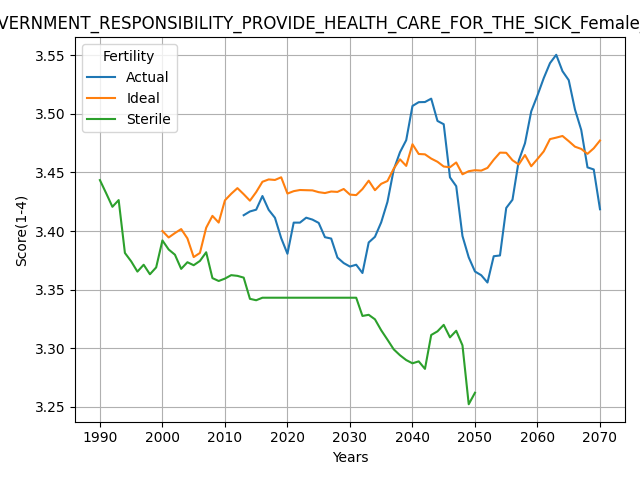 VERNMENT_RESPONSIBILITY_PROVIDE_HEALTH_CARE_FOR_THE_SICK_Female_
Fertility
Actual
Ideal
Sterile
Score(1-4)
3.55
3.50
3.45
3.40
3.35
3.30
3.25
1990 2000 2010 2020 2030 2040 2050 2060 2070
Years